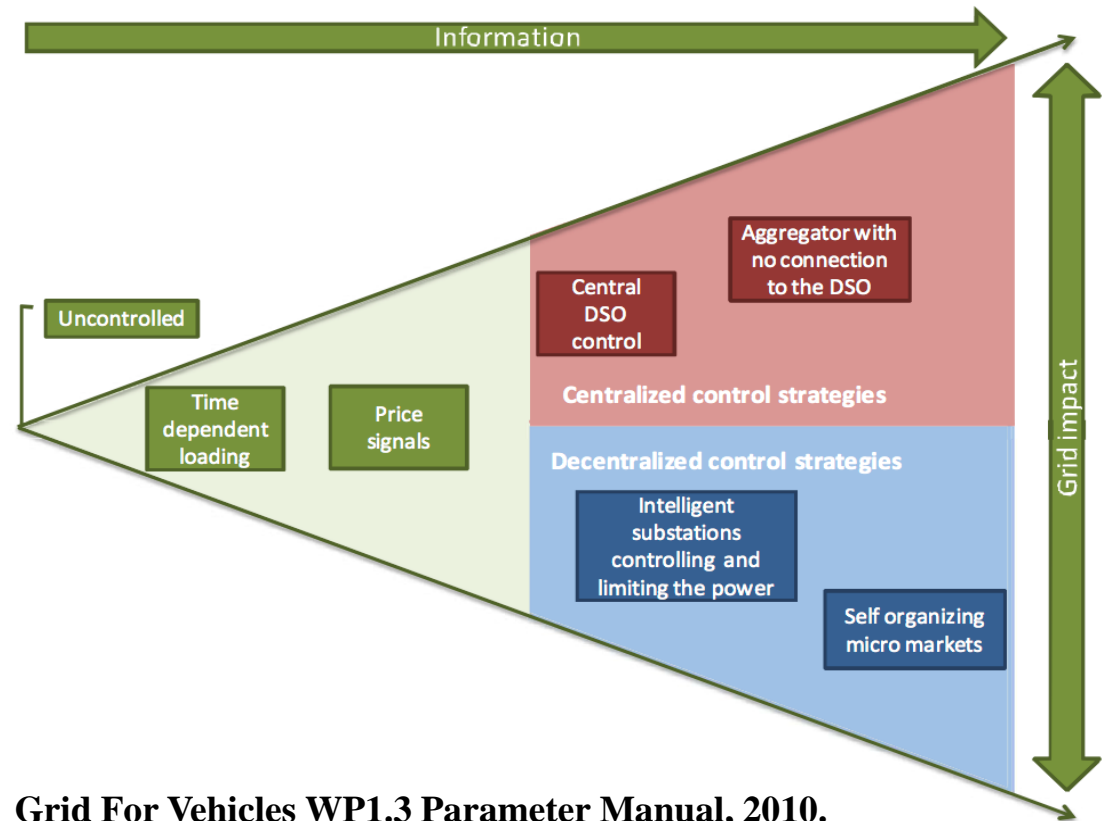 Information
Uncontrolled
Time
dependent
loading
Price
signals
Central
DSO
control
Aggregator with
no connection
to the DSO
Centralized control strategies
Decentralized control strategies
Intelligent
substations
controlling and
limiting the power
Self organizing
micro markets
Grid impact
Grid For Vehicles WP1.3 Parameter Manual, 2010.